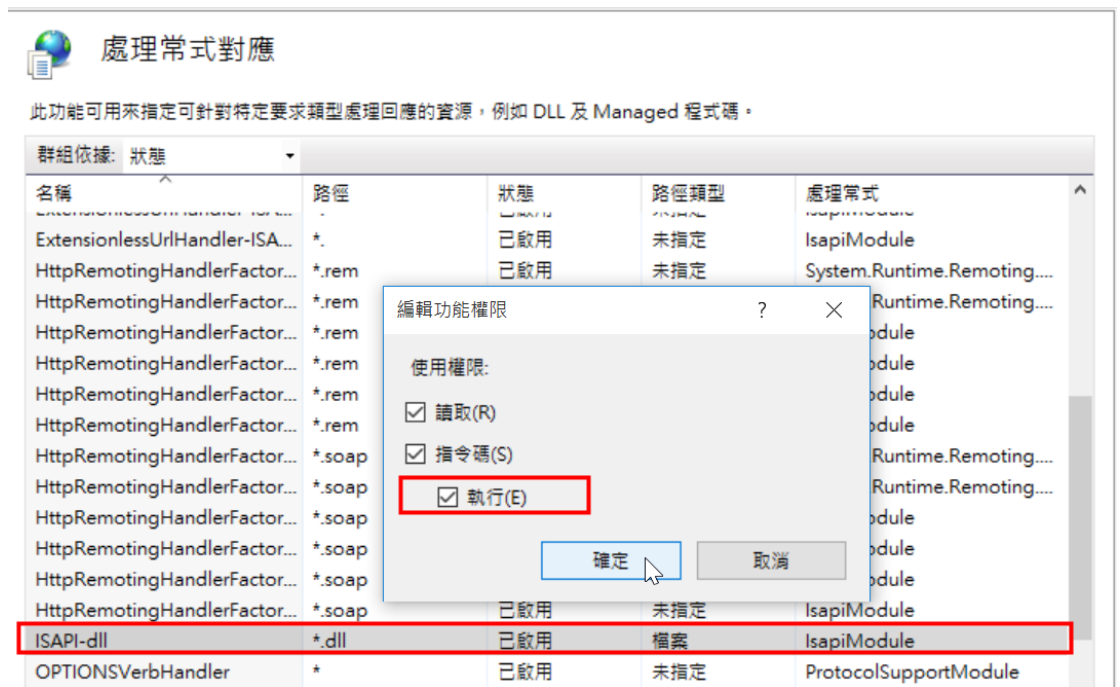 處理常式對應
此功能可用來指定可針對特定要求類型處理回應的資源，例如 DLL 及 Managed 程式碼。
群組依據: 狀態
名稱 路徑 狀態 路徑類型 處理常式
ExtensionlessUrlHandler-ISA... *. 已啟用 未指定 IsapiModule
HttpRemotingHandlerFactor... *.rem 已啟用 未指定 System.Runtime.Remoting....
HttpRemotingHandlerFactor... *.rem .Runtime.Remoting....
HttpRemotingHandlerFactor... *.rem
HttpRemotingHandlerFactor... *.rem
HttpRemotingHandlerFactor... *.rem
HttpRemotingHandlerFactor... *.rem
HttpRemotingHandlerFactor... *.soap Runtime.Remoting....
HttpRemotingHandlerFactor... *.soap Runtime.Remoting....
HttpRemotingHandlerFactor... *.soap
HttpRemotingHandlerFactor... *.soap
HttpRemotingHandlerFactor... *.soap
HttpRemotingHandlerFactor... *.soap 已啟用 未指定 IsapiModule
ISAPI-dll *.dll 已啟用 檔案 IsapiModule
OPTIONSVerbHandler * 已啟用 未指定 ProtocolSupportModule
編輯功能權限 ?
使用權限:
讀取(R)
指令碼(S)
執行(E)
確定 取消